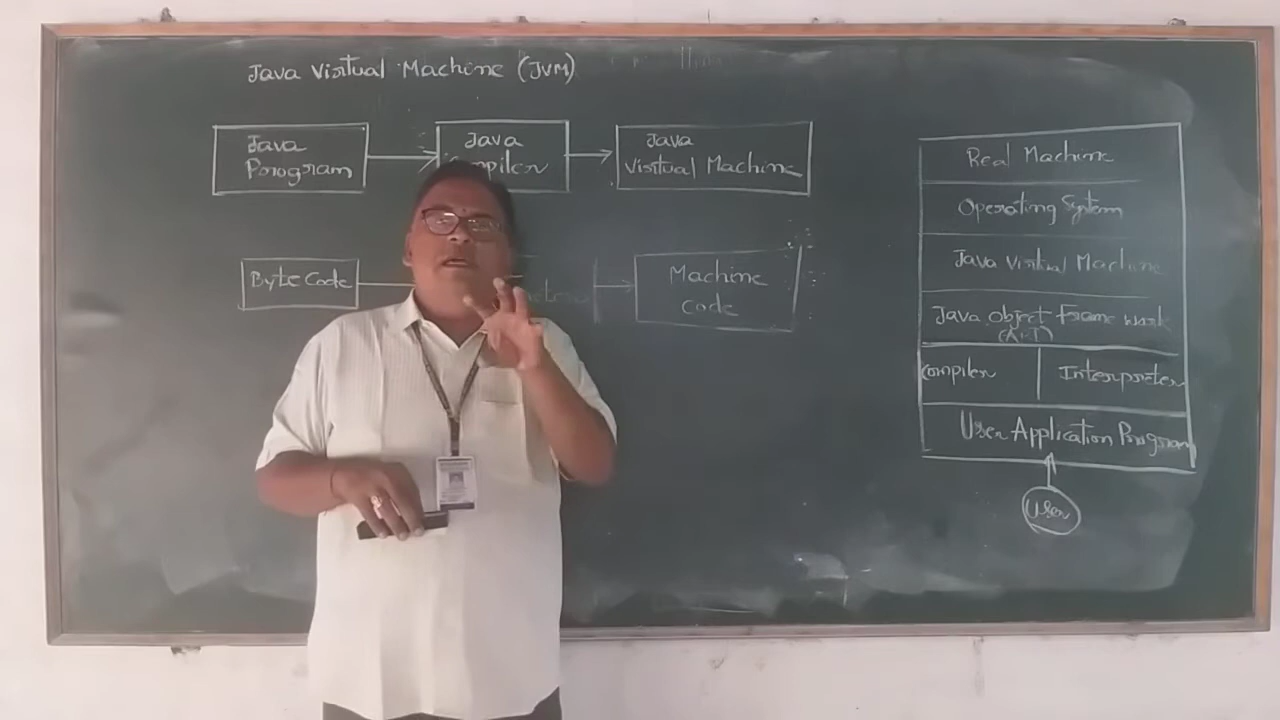 Java Virtual Machine (JVM)
Java
Program
Java
Compiler
Java
Virtual Machine
Byte Code
Machine
Code
Real Machine
Operating System
Java Virtual Machine
Java object Frame work
Compiler
Interpreter
User Application Program
User